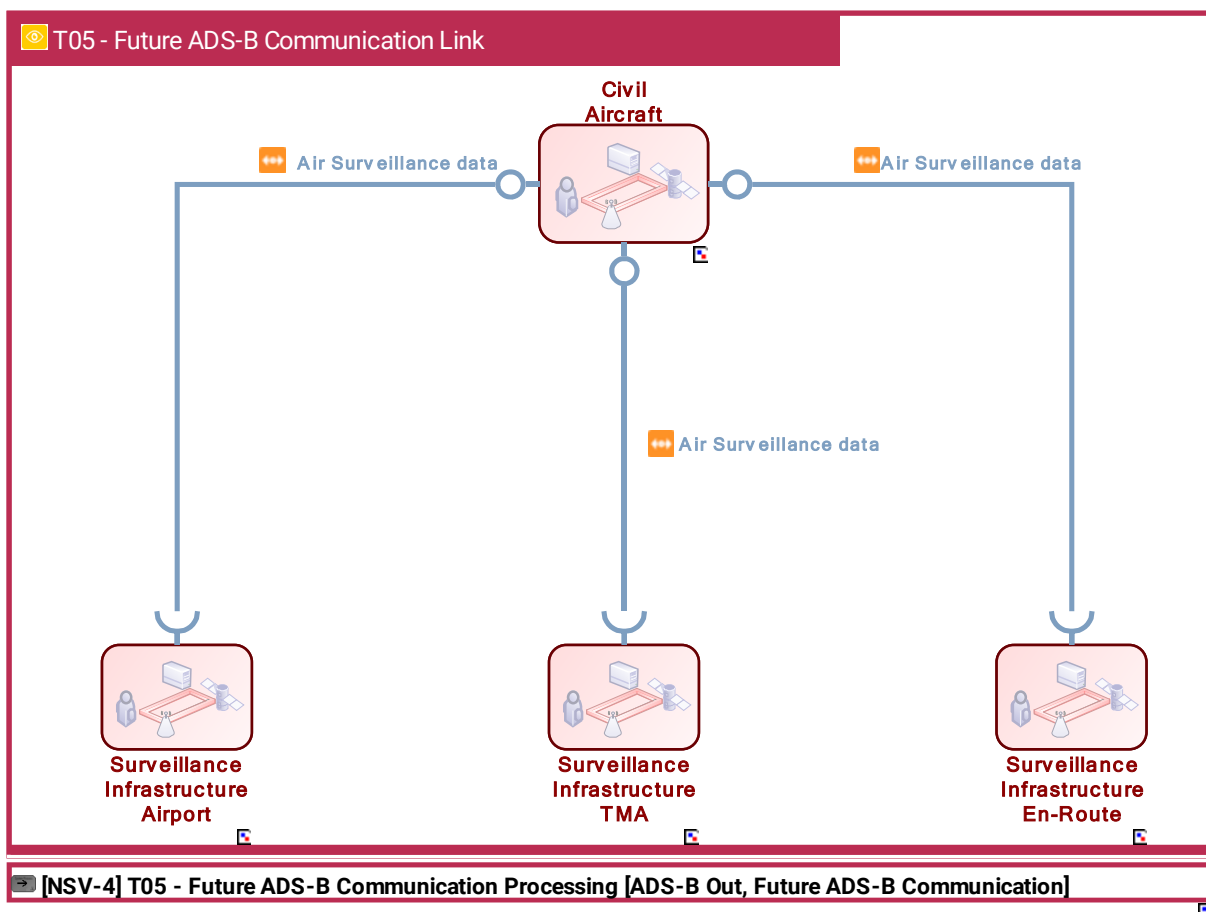 T05 - Future ADS-B Communication Link
Civil
Aircraft
Air Surveillance data
Air Surveillance data
Air Surveillance data
Surveillance
Infrastructure
Airport
Surveillance
Infrastructure
TMA
Surveillance
Infrastructure
En-Route
[NSV-4] T05 - Future ADS-B Communication Processing [ADS-B Out, Future ADS-B Communication]